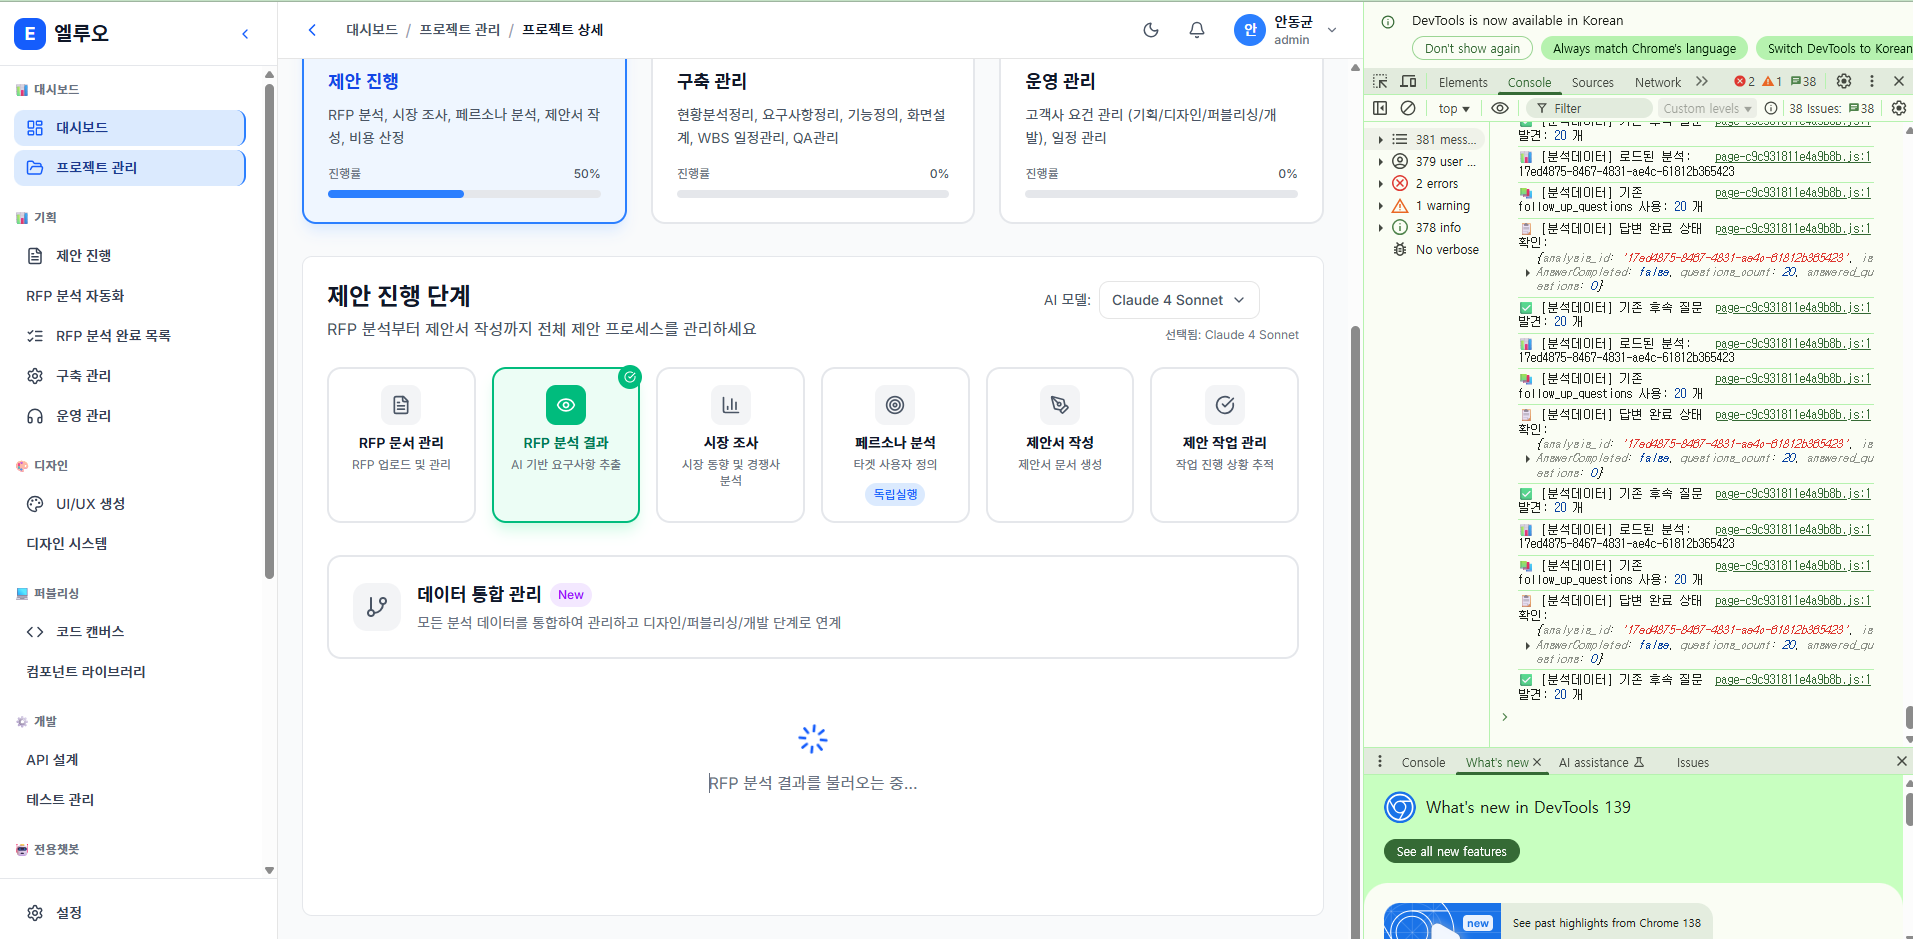 E 엘루오
대시보드
대시보드
프로젝트 관리
기획
제안 진행
RFP 분석 자동화
RFP 분석 완료 목록
구축 관리
운영 관리
디자인
UI/UX 생성
디자인 시스템
퍼블리싱
코드 캔버스
컴포넌트 라이브러리
개발
API 설계
테스트 관리
전용챗봇
설정
대시보드 / 프로젝트 관리 / 프로젝트 상세
안
안동균
admin
제안 진행
RFP 분석, 시장 조사, 페르소나 분석, 제안서 작
성, 비용 산정
진행률 50%
구축 관리
현황분석정리, 요구사항정리, 기능정의, 화면설
계, WBS 일정관리, QA관리
진행률 0%
운영 관리
고객사 요건 관리 (기획/디자인/퍼블리싱/개
발), 일정 관리
진행률 0%
제안 진행 단계
RFP 분석부터 제안서 작성까지 전체 제안 프로세스를 관리하세요
AI 모델: Claude 4 Sonnet
선택됨: Claude 4 Sonnet
RFP 문서 관리
RFP 업로드 및 관리
RFP 분석 결과
AI 기반 요구사항 추출
시장 조사
시장 동향 및 경쟁사
분석
페르소나 분석
타겟 사용자 정의
독립실행
제안서 작성
제안서 문서 생성
제안 작업 관리
작업 진행 상황 추적
데이터 통합 관리 New
모든 분석 데이터를 통합하여 관리하고 디자인/퍼블리싱/개발 단계로 연계
RFP 분석 결과를 불러오는 중...
DevTools is now available in Korean
Don't show again Always match Chrome's language Switch DevTools to Korean
Elements Console Sources Network 2 1 38
top Filter Custom levels 38 Issues: 38
381 mess...
379 user ...
2 errors
1 warning
378 info
No verbose
[분석데이터] 기존 후속 질문 page-c9c931811e4a9b8b.js:1
발견: 20 개
[분석데이터] 로드된 분석: page-c9c931811e4a9b8b.js:1
17ed4875-8467-4831-ae4c-61812b365423
[분석데이터] 기존 page-c9c931811e4a9b8b.js:1
follow_up_questions 사용: 20 개
[분석데이터] 답변 완료 상태 page-c9c931811e4a9b8b.js:1
확인:
{analysis_id: '17ed4875-8467-4831-ae4c-61812b365423', is
AnswerCompleted: false, questions_count: 20, answered_qu
estions: 0}
[분석데이터] 기존 후속 질문 page-c9c931811e4a9b8b.js:1
발견: 20 개
[분석데이터] 로드된 분석: page-c9c931811e4a9b8b.js:1
17ed4875-8467-4831-ae4c-61812b365423
[분석데이터] 기존 page-c9c931811e4a9b8b.js:1
follow_up_questions 사용: 20 개
[분석데이터] 답변 완료 상태 page-c9c931811e4a9b8b.js:1
확인:
{analysis_id: '17ed4875-8467-4831-ae4c-61812b365423', is
AnswerCompleted: false, questions_count: 20, answered_qu
estions: 0}
[분석데이터] 기존 후속 질문 page-c9c931811e4a9b8b.js:1
발견: 20 개
[분석데이터] 로드된 분석: page-c9c931811e4a9b8b.js:1
17ed4875-8467-4831-ae4c-61812b365423
[분석데이터] 기존 page-c9c931811e4a9b8b.js:1
follow_up_questions 사용: 20 개
[분석데이터] 답변 완료 상태 page-c9c931811e4a9b8b.js:1
확인:
{analysis_id: '17ed4875-8467-4831-ae4c-61812b365423', is
AnswerCompleted: false, questions_count: 20, answered_qu
estions: 0}
[분석데이터] 기존 후속 질문 page-c9c931811e4a9b8b.js:1
발견: 20 개
Console What's new AI assistance Issues
What's new in DevTools 139
See all new features
new
See past highlights from Chrome 138